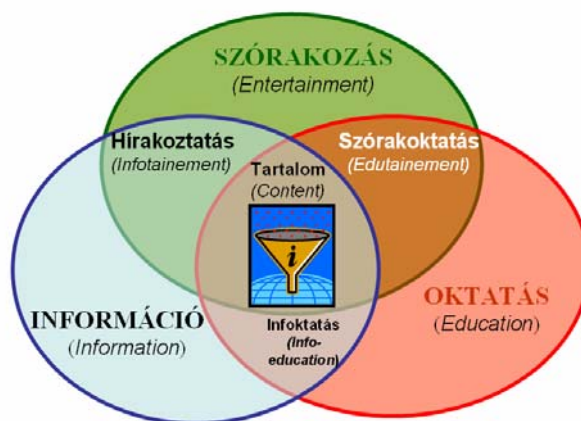 SZÓRAKOZÁS
(Entertainment)
Hírakoztatás
(Infotainement)
Szórakoktatás
(Edutainement)
Tartalom
(Content)
i
INFORMÁCIÓ
(Information)
OKTATÁS
(Education)
Infoktatás
(Info-
education)